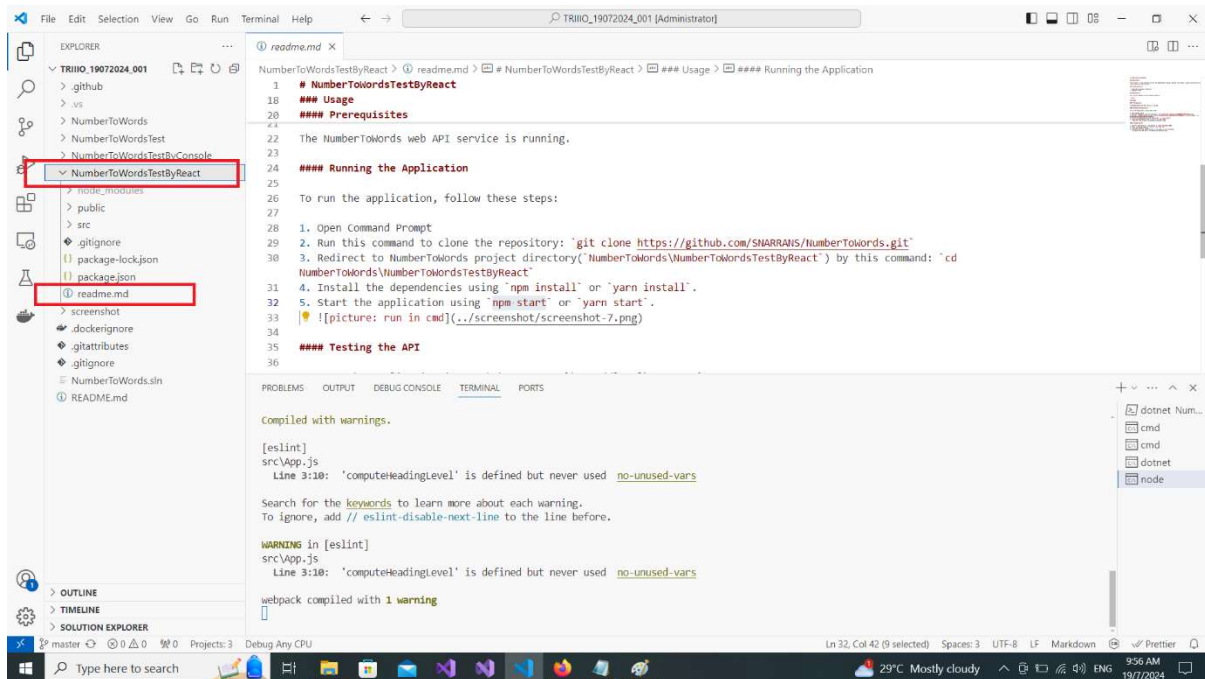 File Edit Selection View Go Run Terminal Help
TRIIIO_19072024_001 [Administrator]
EXPLORER
TRIIIO_19072024_001
.github
.vs
NumberToWords
NumberToWordsTest
NumberToWordsTestByConsole
NumberToWordsTestByReact
node_modules
public
src
.gitignore
package-lock.json
package.json
readme.md
screenshot
.dockerignore
.gitattributes
.gitignore
NumberToWords.sln
README.md
OUTLINE
TIMELINE
SOLUTION EXPLORER
readme.md
NumberToWordsTestByReact > readme.md > # NumberToWordsTestByReact > ### Usage > #### Running the Application
1 # NumberToWordsTestByReact
18 ### Usage
20 #### Prerequisites
21
22 The NumberToWords web API service is running.
23
24 #### Running the Application
25
26 To run the application, follow these steps:
27
28 1. Open Command Prompt
29 2. Run this command to clone the repository: `git clone https://github.com/SNARRANS/NumberToWords.git`
30 3. Redirect to NumberToWords project directory(`NumberToWords\NumberToWordsTestByReact`) by this command: `cd
NumberToWords\NumberToWordsTestByReact`
31 4. Install the dependencies using `npm install` or `yarn install`.
32 5. Start the application using `npm start` or `yarn start`.
33 ![picture: run in cmd](../screenshot/screenshot-7.png)
34
35 #### Testing the API
36
PROBLEMS OUTPUT DEBUG CONSOLE TERMINAL PORTS
Compiled with warnings.
[eslint]
src\App.js
Line 3:10: 'computeHeadingLevel' is defined but never used no-unused-vars
Search for the keywords to learn more about each warning.
To ignore, add // eslint-disable-next-line to the line before.
WARNING in [eslint]
src\App.js
Line 3:10: 'computeHeadingLevel' is defined but never used no-unused-vars
webpack compiled with 1 warning
dotnet Num...
cmd
cmd
dotnet
node
master 0 0 0 Projects: 3 Debug Any CPU Ln 32, Col 42 (9 selected) Spaces: 3 UTF-8 LF Markdown Prettier
Type here to search 29°C Mostly cloudy ENG 9:56 AM
19/7/2024